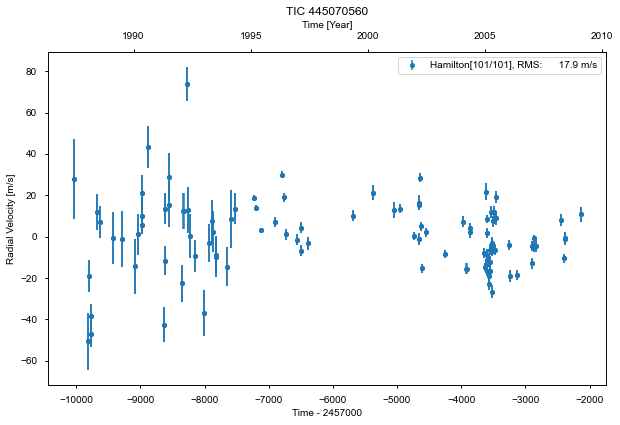 TIC 445070560
Time [Year]
1990 1995 2000 2005 2010
Hamilton[101/101], RMS: 17.9 m/s
Radial Velocity [m/s]
80
60
40
20
0
−20
−40
−60
−10000 −9000 −8000 −7000 −6000 −5000 −4000 −3000 −2000
Time - 2457000